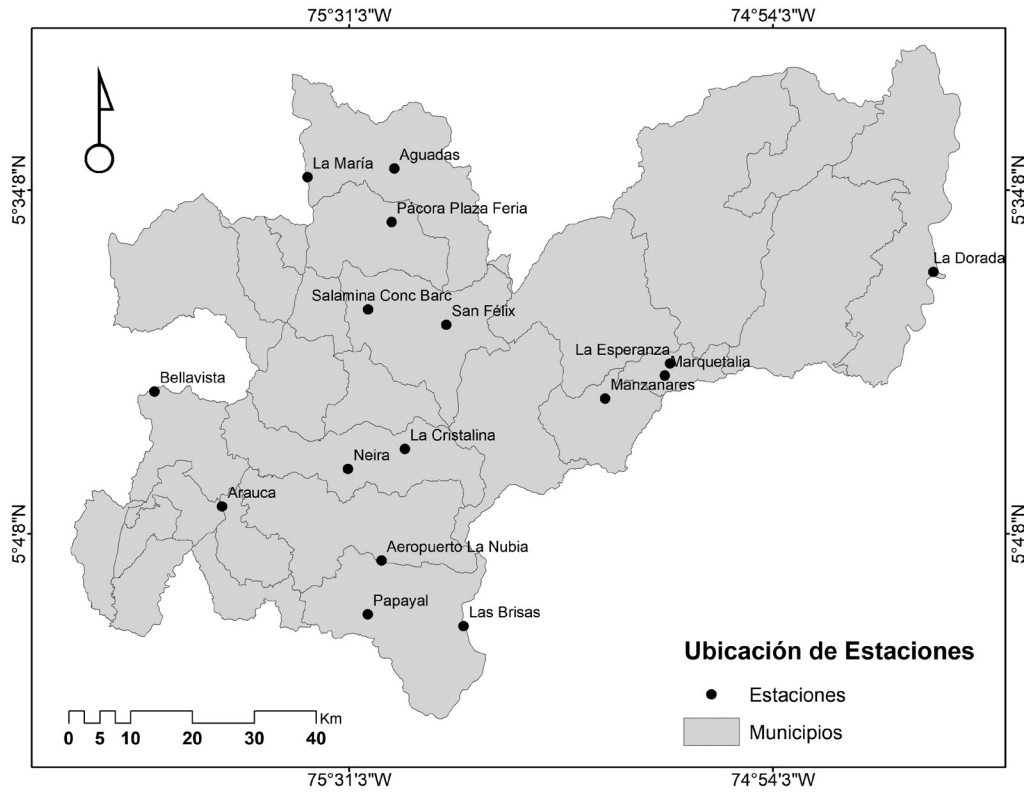 75°31'3"W
74°54'3"W
5°34'8"N
5°34'8"N
La María
Aguadas
Pácora Plaza Feria
La Dorada
Salamina Conc Barc
San Félix
La Esperanza
Marquetalia
Manzanares
Bellavista
La Cristalina
Neira
Arauca
5°4'8"N
5°4'8"N
Aeropuerto La Nubia
Papayal
Las Brisas
Ubicación de Estaciones
Estaciones
Municipios
Km
0 5 10 20 30 40
75°31'3"W
74°54'3"W